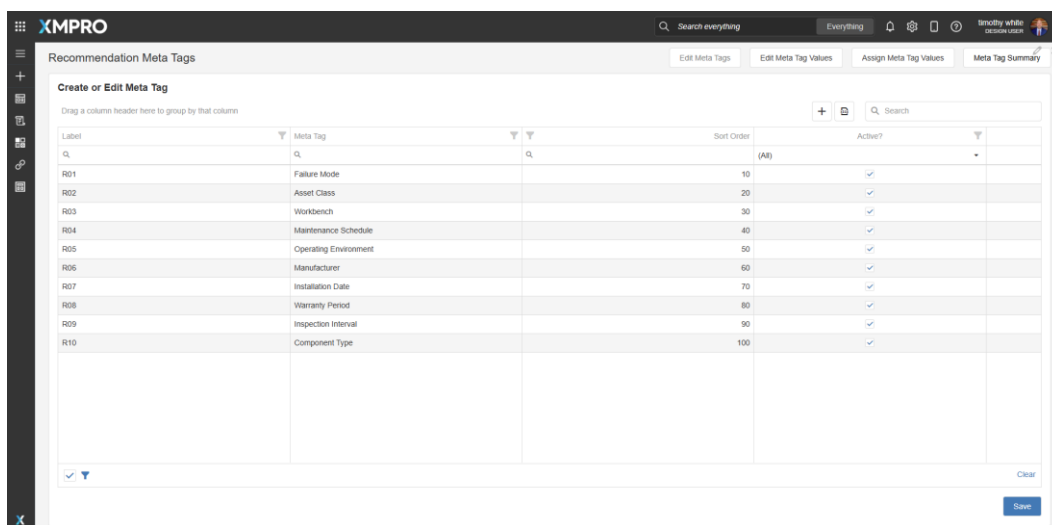 XMPRO
Search everything
Everything
timothy white
DESIGN USER
Recommendation Meta Tags
Edit Meta Tags
Edit Meta Tag Values
Assign Meta Tag Values
Meta Tag Summary
Create or Edit Meta Tag
Drag a column header here to group by that column
Search
Label Meta Tag Sort Order Active?
(All)
R01 Failure Mode 10
R02 Asset Class 20
R03 Workbench 30
R04 Maintenance Schedule 40
R05 Operating Environment 50
R06 Manufacturer 60
R07 Installation Date 70
R08 Warranty Period 80
R09 Inspection Interval 90
R10 Component Type 100
Clear
Save